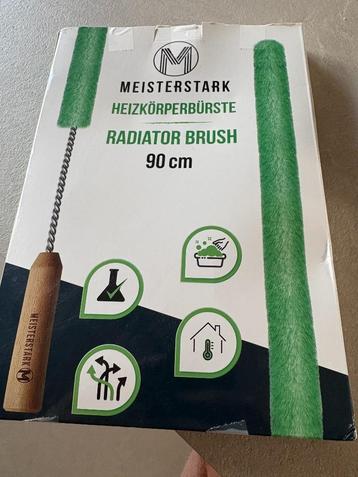 M
MEISTERSTARK
HEIZKÖRPERBÜRSTE
RADIATOR BRUSH
90 cm
MEISTERSTARK M